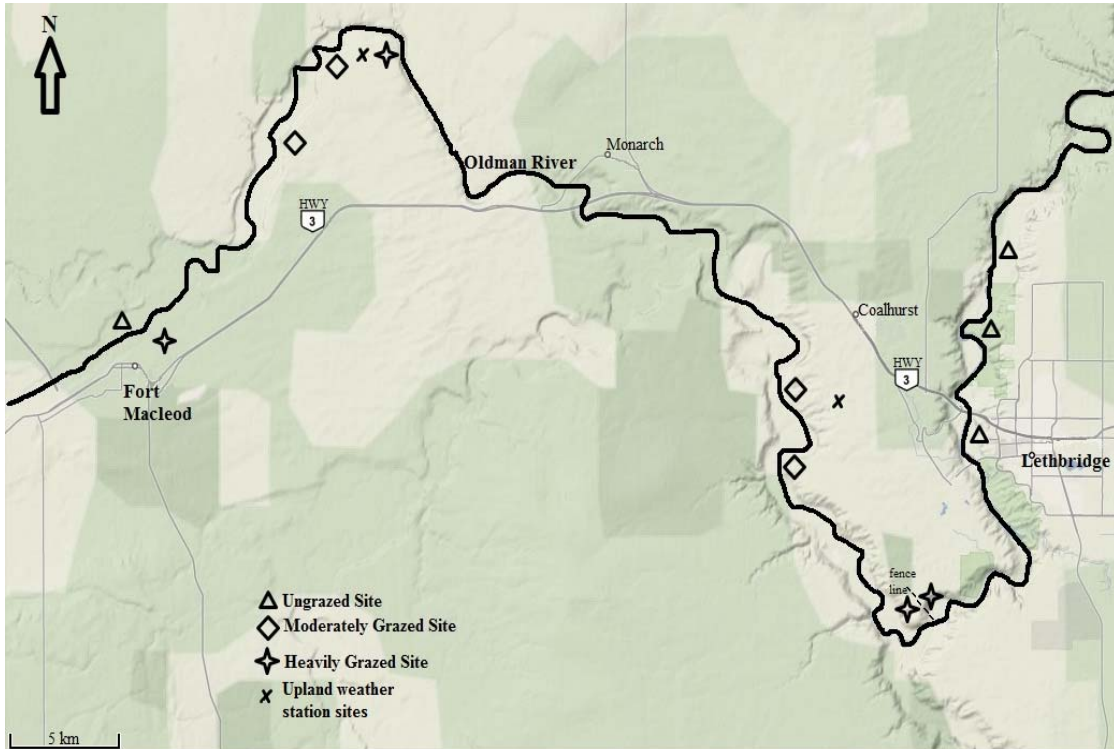 N
Monarch
Oldman River
HWY
3
Coalhurst
HWY
3
Fort
Macleod
Lethbridge
fence
line
Ungrazed Site
Moderately Grazed Site
Heavily Grazed Site
Upland weather
station sites
5 km